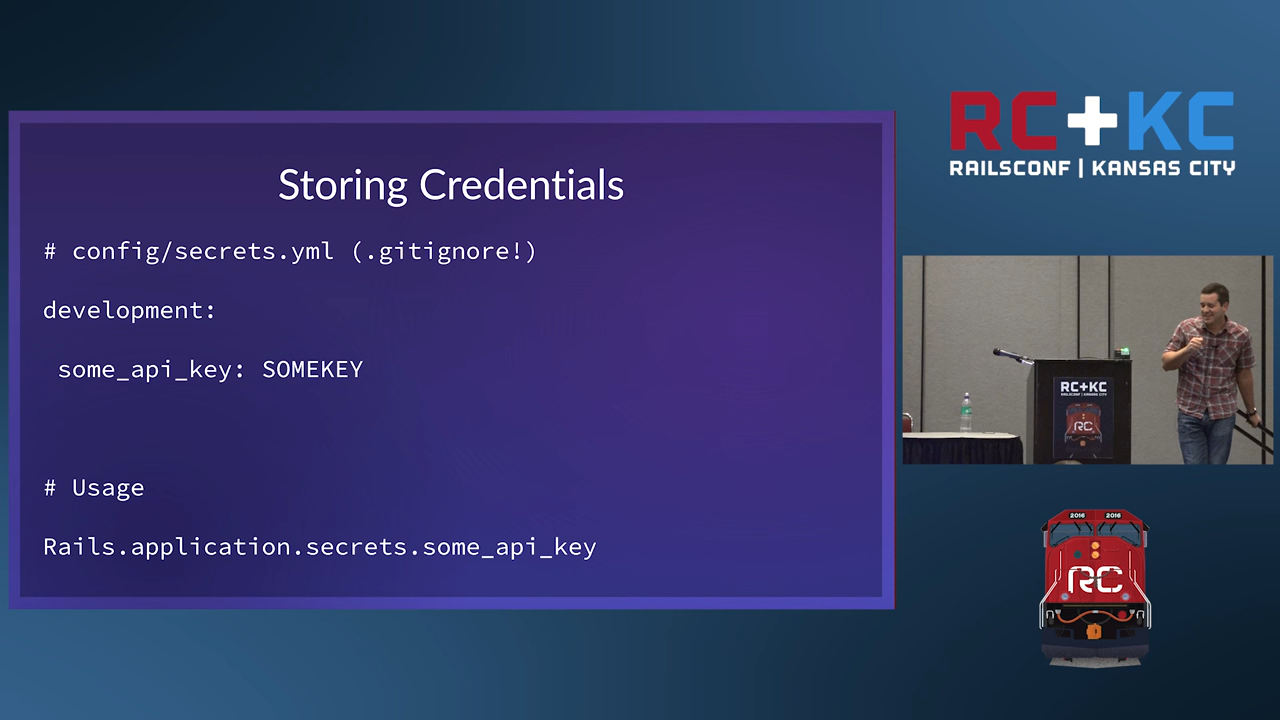 Storing Credentials
# config/secrets.yml (.gitignore!)
development:
some_api_key: SOMEKEY
# Usage
Rails.application.secrets.some_api_key
RC+KC
RAILSCONF | KANSAS CITY
RC+KC
RAILSCONF | KANSAS CITY
RC
2016 2016
RC